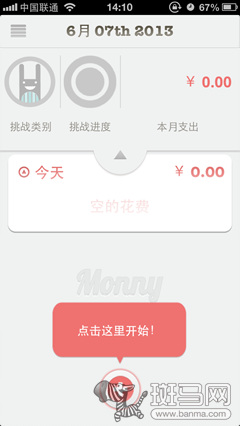 中国联通 14:10 67%
6月 07th 2013
¥ 0.00
挑战类别 挑战进度 本月支出
今天 ¥ 0.00
空的花费
Monny
点击这里开始！
斑马网
www.banma.com